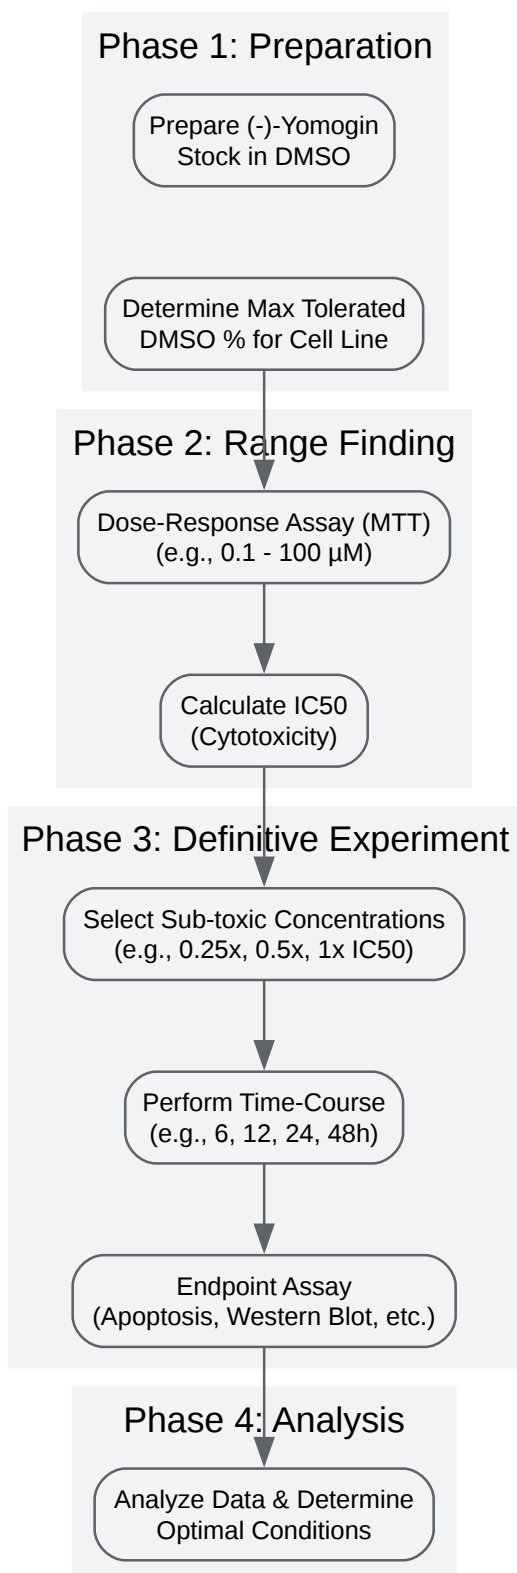 Phase 1: Preparation
Prepare (-)-Yomogin
Stock in DMSO
Determine Max Tolerated
DMSO % for Cell Line
Phase 2: Range Finding
Dose-Response Assay (MTT)
(e.g., 0.1 - 100 µM)
Calculate IC50
(Cytotoxicity)
Phase 3: Definitive Experiment
Select Sub-toxic Concentrations
(e.g., 0.25x, 0.5x, 1x IC50)
Perform Time-Course
(e.g., 6, 12, 24, 48h)
Endpoint Assay
(Apoptosis, Western Blot, etc.)
Phase 4: Analysis
Analyze Data & Determine
Optimal Conditions